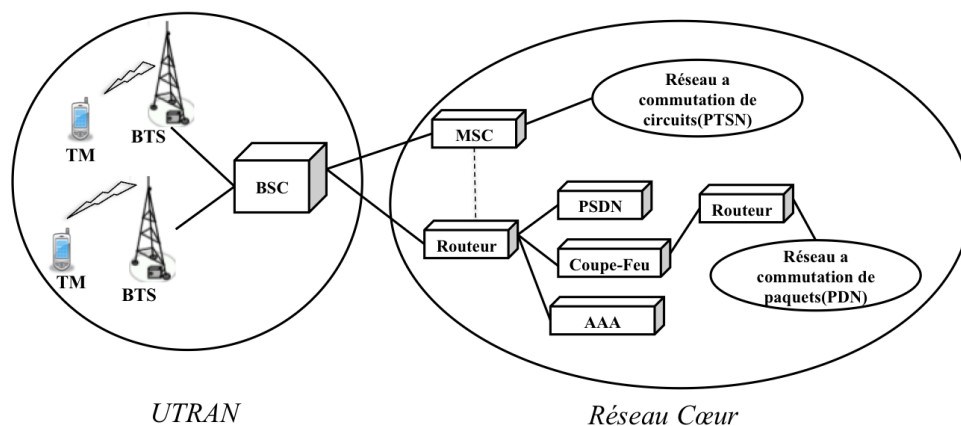 TM
BTS
TM
BTS
BSC
MSC
Réseau a
commutation de
circuits(PTSN)
Routeur
PSDN
Coupe-Feu
AAA
Routeur
Réseau a
commutation de
paquets(PDN)
UTRAN
Réseau Cœur